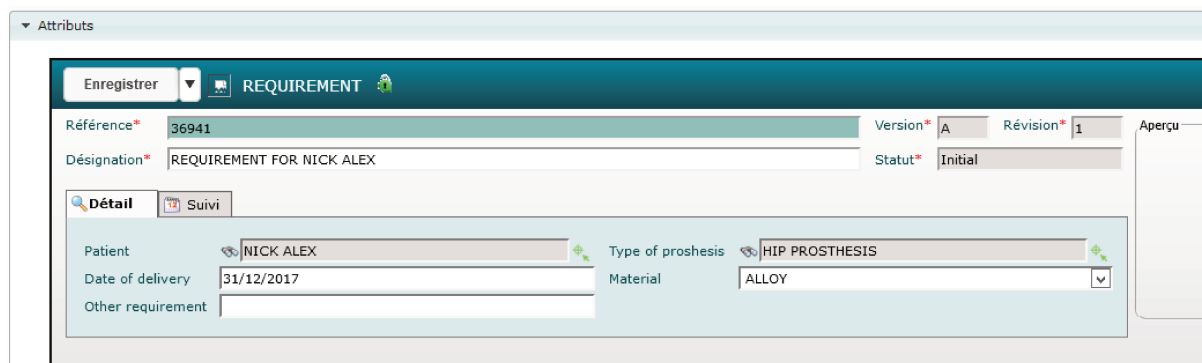 Attributs
Enregistrer REQUIREMENT
Référence* 36941 Version* A Révision* 1 Aperçu
Désignation* REQUIREMENT FOR NICK ALEX Statut* Initial
Détail 12 Suivi
Patient NICK ALEX Type of proshesis HIP PROSTHESIS
Date of delivery 31/12/2017 Material ALLOY
Other requirement